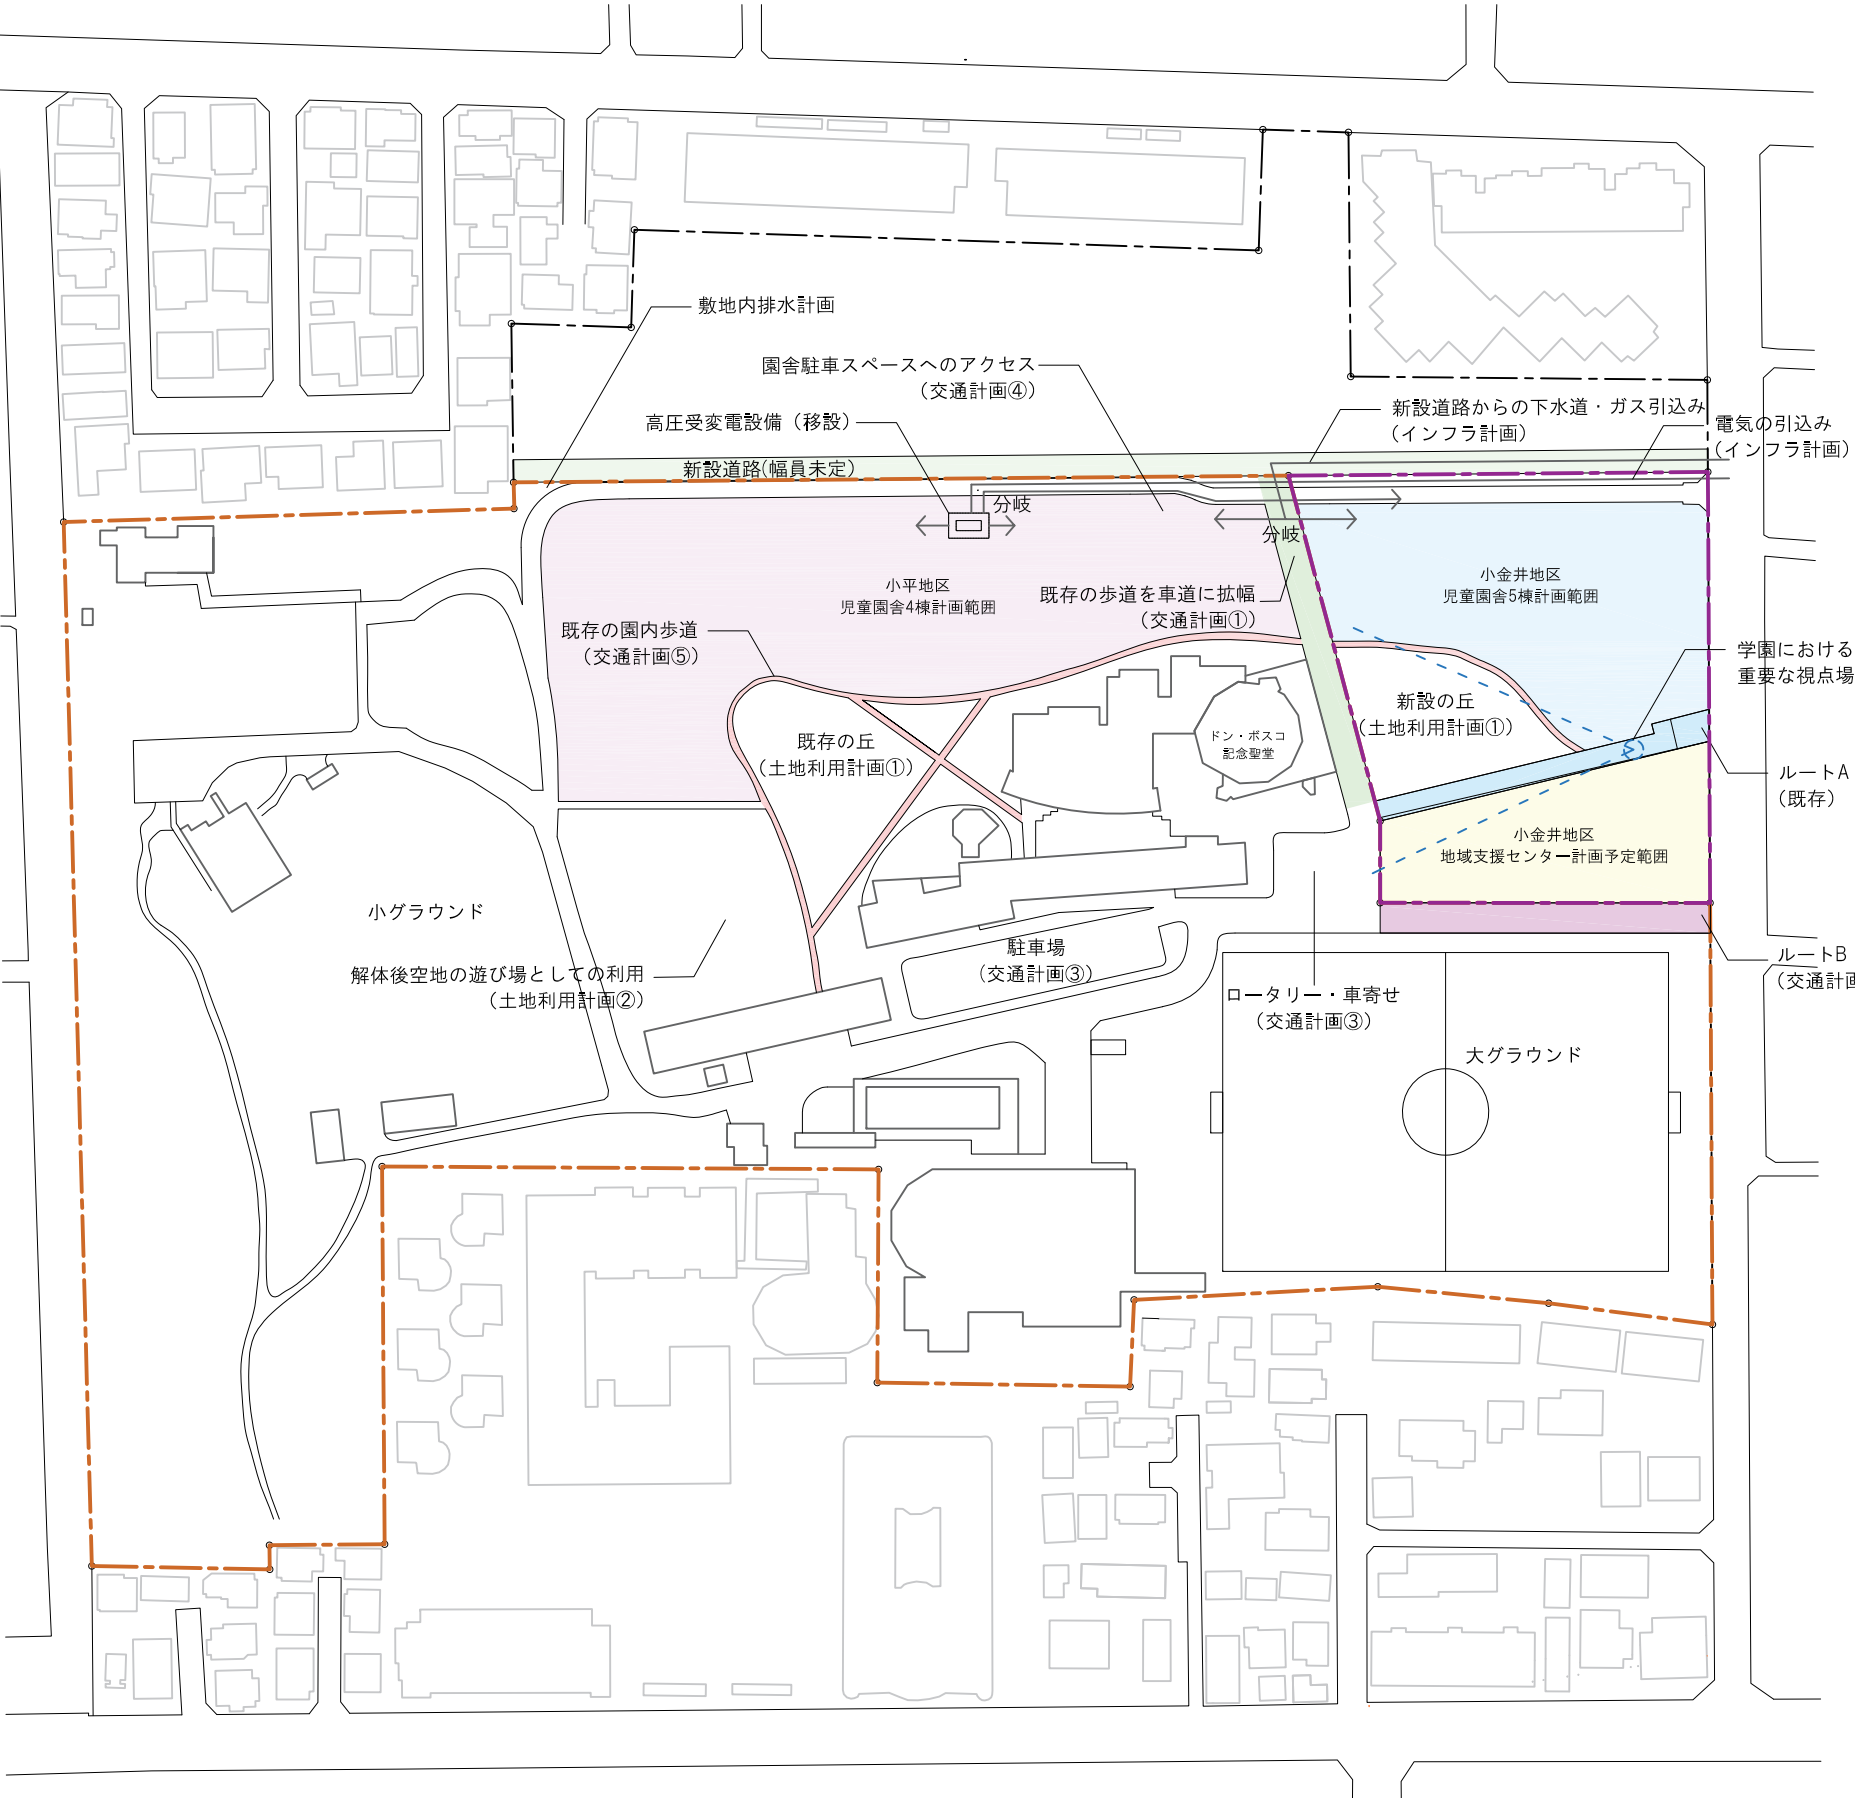 敷地内排水計画
園舎駐車スペースへのアクセス
（交通計画④）
高圧受変電設備（移設）
新設道路からの下水道・ガス引込み
（インフラ計画）
電気の引込み
（インフラ計画）
新設道路(幅員未定)
分岐
分岐
小平地区
児童園舎4棟計画範囲
既存の歩道を車道に拡幅
（交通計画①）
小金井地区
児童園舎5棟計画範囲
既存の園内歩道
（交通計画⑤）
学園における
重要な視点場
新設の丘
（土地利用計画①）
既存の丘
（土地利用計画①）
ドン・ボスコ
記念聖堂
ルートA
（既存）
小金井地区
地域支援センター計画予定範囲
小グラウンド
解体後空地の遊び場としての利用
（土地利用計画②）
駐車場
（交通計画③）
ルートB
（交通計画
ロータリー・車寄せ
（交通計画③）
大グラウンド